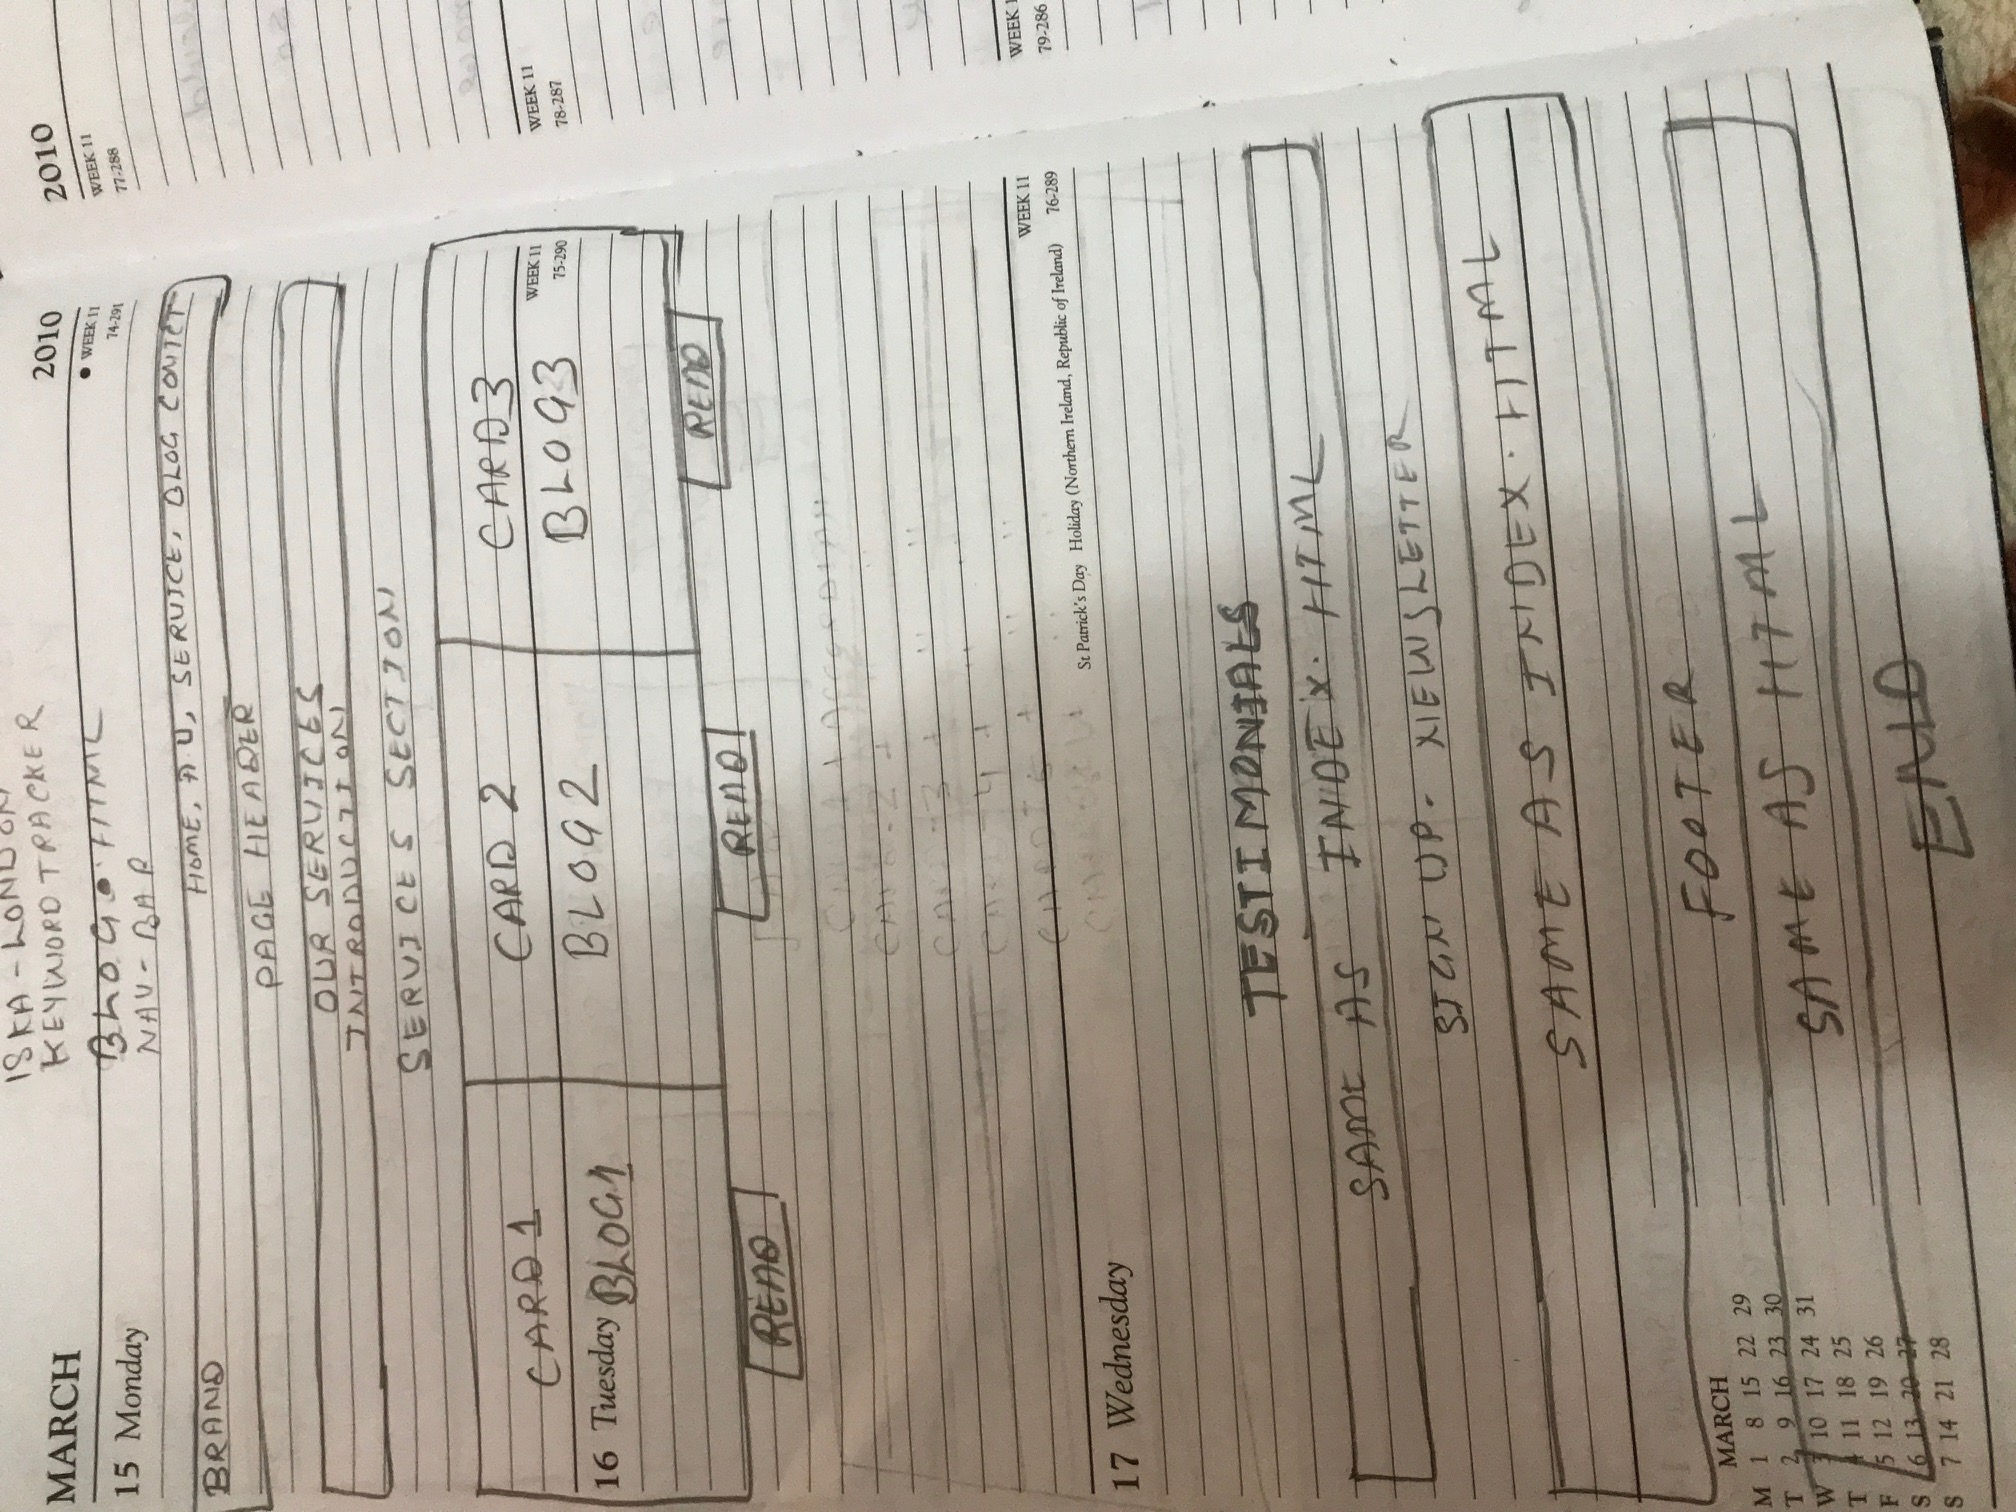 ISKA - LONDON
KEYWORD TRACKER
MARCH
2010
BLOG.HTML
WEEK 11
74-291
15 Monday
NAV-BAR
HOME, A U, SERVICE, BLOG CONTCT
BRAND
PAGE HEADER
OUR SERVICES
INTRODUCTION
SERVICES SECTION
CARD 1
CARD 2
CARD 3
WEEK 11
75-290
16 Tuesday
BLOG1
BLOG2
BLOG3
READ
READ
READ
WEEK 11
St Patrick's Day Holiday (Northern Ireland, Republic of Ireland) 76-289
17 Wednesday
TESTIMONIALS
SAME AS INDEX.HTML
SIGN UP- NEWSLETTER
SAME AS INDEX.HTML
FOOTER
SAME AS HTML
END
MARCH
M 1 8 15 22 29
T 2 9 16 23 30
W 3 10 17 24 31
T 4 11 18 25
F 5 12 19 26
S 6 13 20 27
S 7 14 21 28
2010
WEEK 11
77-288
WEEK 11
78-287
WEEK 1
79-286